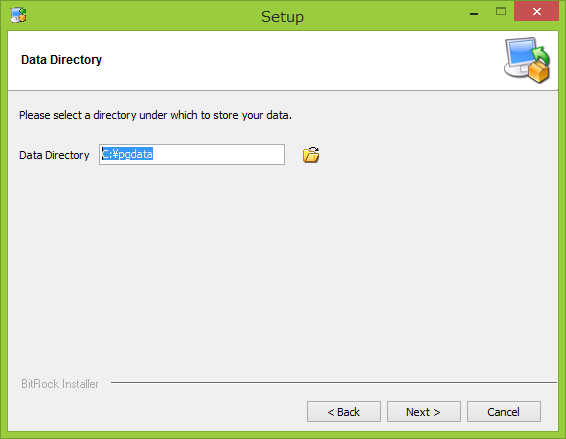 Setup
Data Directory
Please select a directory under which to store your data.
Data Directory C:¥pgdata
BitRock Installer
< Back Next > Cancel